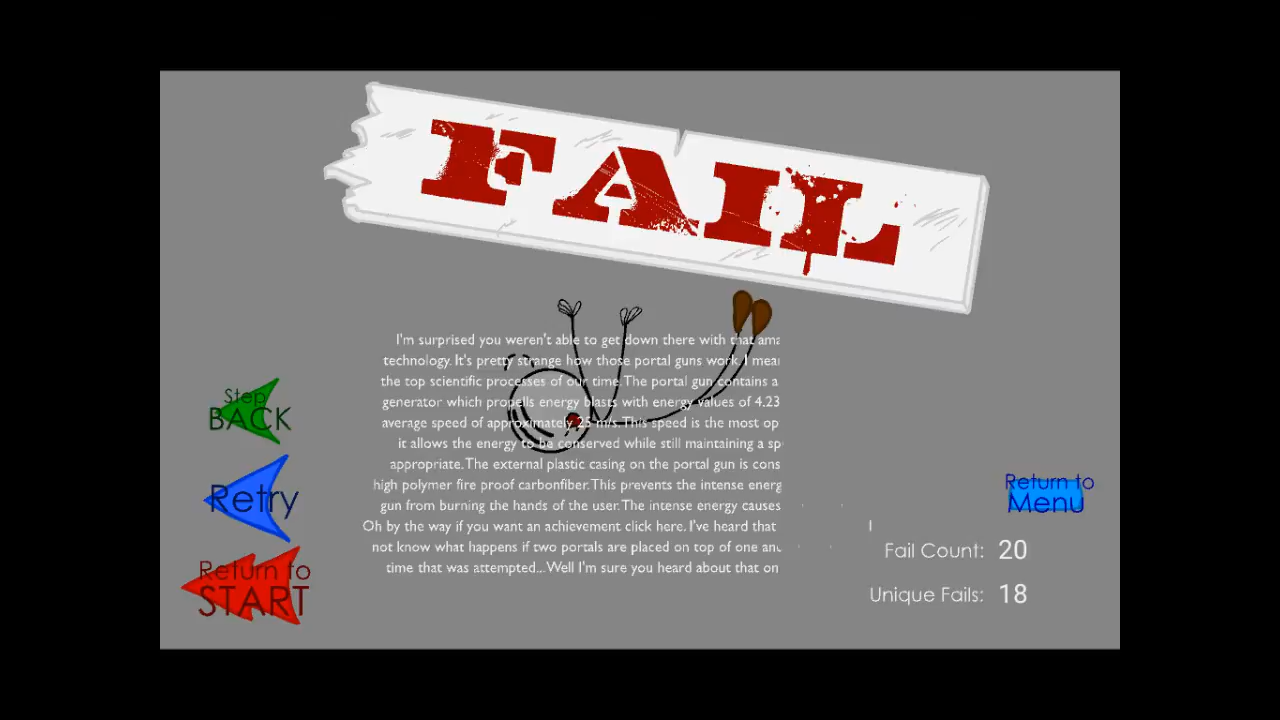 FAIL
I'm surprised you weren't able to get down there with that
technology. It's pretty strange how those portal guns work. I
the top scientific processes of our time. The portal gun contains a
generator which propells energy blasts with energy values of 4.23
average speed of approximately 25 m/s. This speed is the most
it allows the energy to be conserved while still maintaining a
appropriate. The external plastic casing on the portal gun is
high polymer fire proof carbonfiber. This prevents the intense
gun from burning the hands of the user. The intense energy causes
Oh by the way if you want an achievement click here. I've heard that
not know what happens if two portals are placed on top of one
time that was attempted... Well I'm sure you heard about that on
Step
BACK
Retry
Return to
START
Return to
Menu
Fail Count: 20
Unique Fails: 18